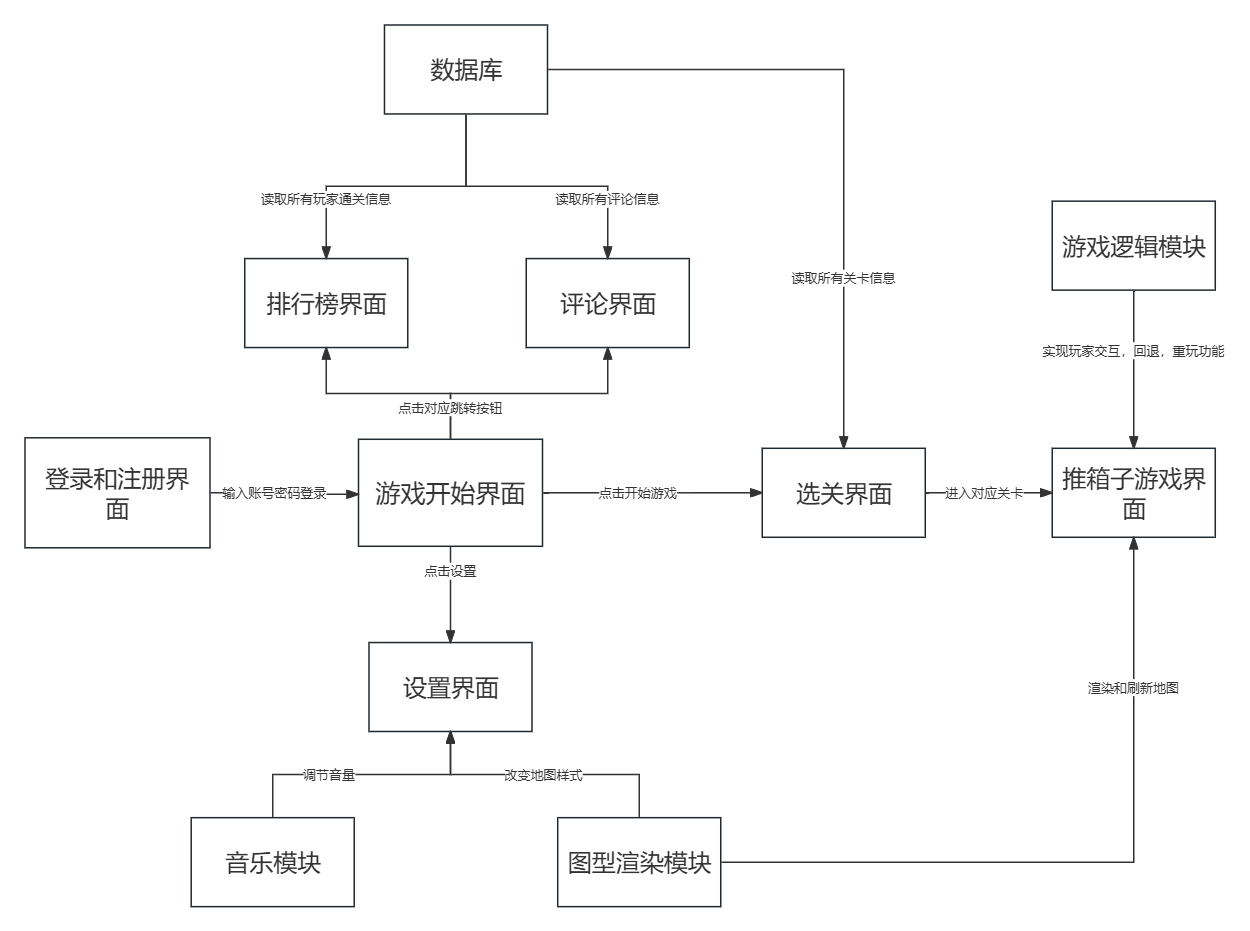 数据库
读取所有玩家通关信息
读取所有评论信息
游戏逻辑模块
排行榜界面
评论界面
读取所有关卡信息
实现玩家交互，回退，重玩功能
点击对应跳转按钮
登录和注册界
面
输入账号密码登录
游戏开始界面
点击开始游戏
选关界面
进入对应关卡
推箱子游戏界
面
点击设置
设置界面
渲染和刷新地图
调节音量
改变地图样式
音乐模块
图型渲染模块